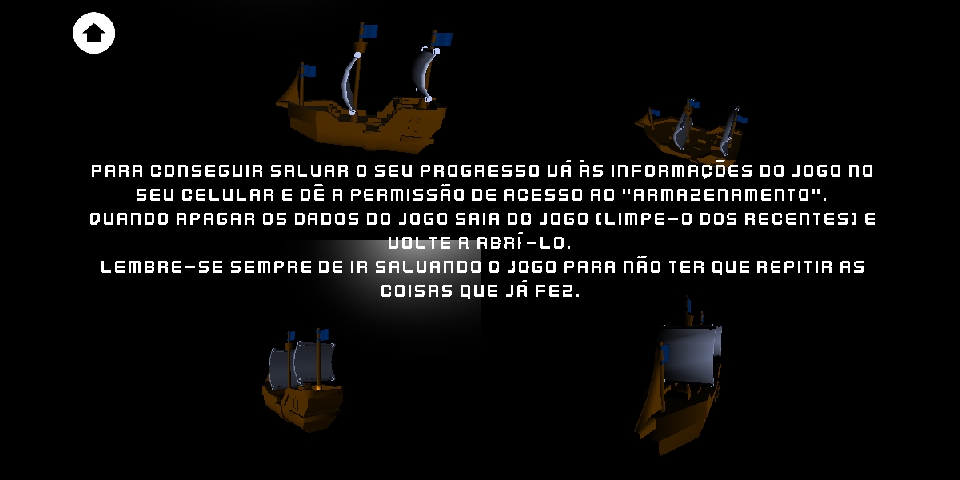 PARA CONSEGUIR SALVAR O SEU PROGRESSO VÁ ÀS INFORMAÇÕES DO JOGO NO
SEU CELULAR E DÊ A PERMISSÃO DE ACESSO AO "ARMAZENAMENTO".
QUANDO APAGAR OS DADOS DO JOGO SAIA DO JOGO (LIMPE-O DOS RECENTES) E
VOLTE A ABRÍ-LO.
LEMBRE-SE SEMPRE DE IR SALVANDO O JOGO PARA NÃO TER QUE REPITIR AS
COISAS QUE JÁ FEZ.